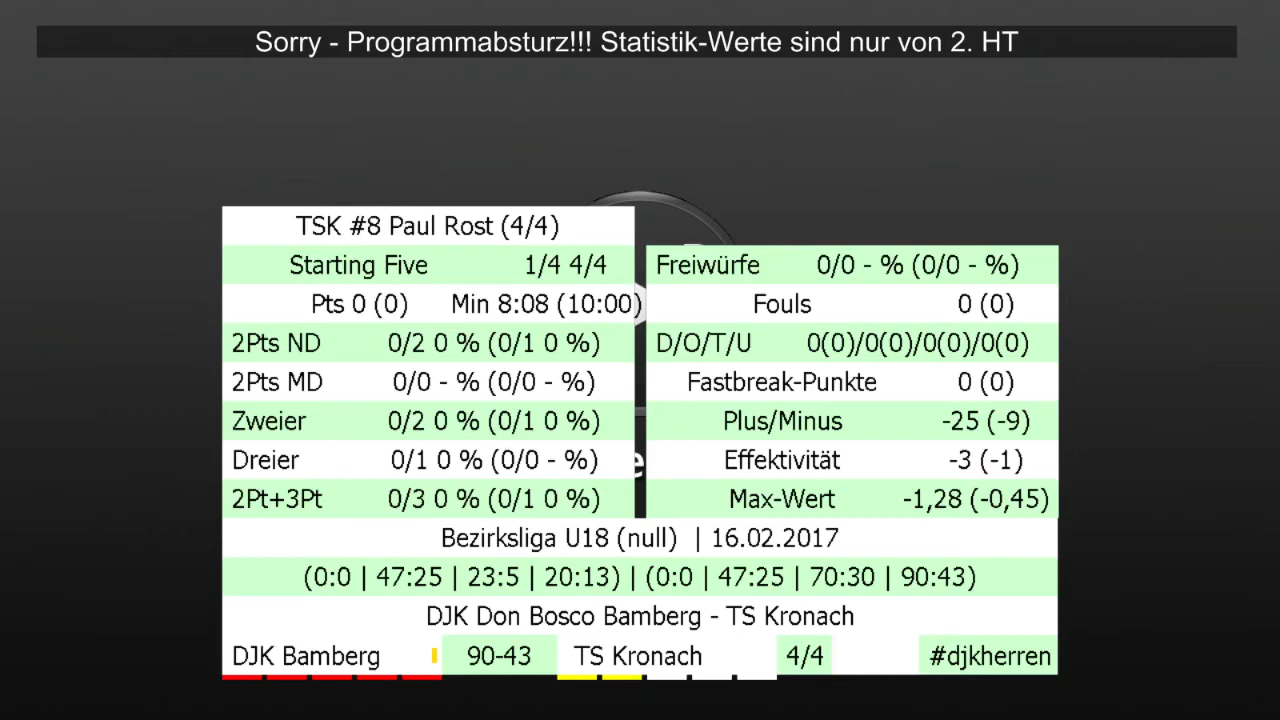 Sorry - Programmabsturz!!! Statistik-Werte sind nur von 2. HT
TSK #8 Paul Rost (4/4)
Starting Five 1/4 4/4
Pts 0 (0) Min 8:08 (10:00)
2Pts ND 0/2 0 % (0/1 0 %)
2Pts MD 0/0 - % (0/0 - %)
Zweier 0/2 0 % (0/1 0 %)
Dreier 0/1 0 % (0/0 - %)
2Pt+3Pt 0/3 0 % (0/1 0 %)
Freiwürfe 0/0 - % (0/0 - %)
Fouls 0 (0)
D/O/T/U 0(0)/0(0)/0(0)/0(0)
Fastbreak-Punkte 0 (0)
Plus/Minus -25 (-9)
Effektivität -3 (-1)
Max-Wert -1,28 (-0,45)
Bezirksliga U18 (null) | 16.02.2017
(0:0 | 47:25 | 23:5 | 20:13) | (0:0 | 47:25 | 70:30 | 90:43)
DJK Don Bosco Bamberg - TS Kronach
DJK Bamberg 90-43 TS Kronach 4/4 #djkherren